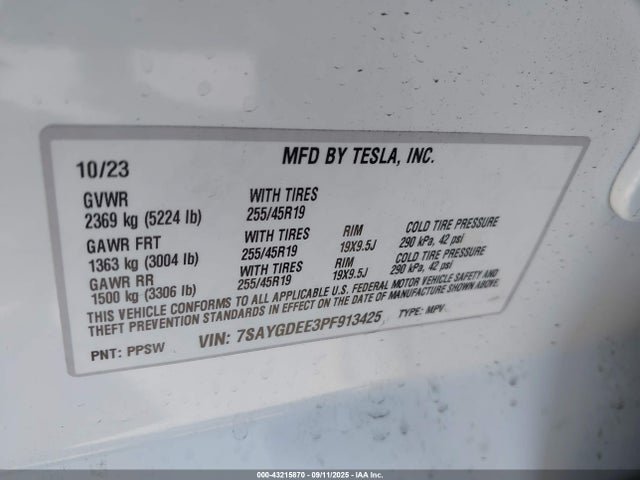 10/23 MFD BY TESLA, INC.
GVWR WITH TIRES
2369 kg (5224 lb) 255/45R19
GAWR FRT WITH TIRES RIM COLD TIRE PRESSURE
1363 kg (3004 lb) 255/45R19 19X9.5J 290 kPa, 42 psi
GAWR RR WITH TIRES RIM COLD TIRE PRESSURE
1500 kg (3306 lb) 255/45R19 19X9.5J 290 kPa, 42 psi
THIS VEHICLE CONFORMS TO ALL APPLICABLE U.S. FEDERAL MOTOR VEHICLE SAFETY AND
THEFT PREVENTION STANDARDS IN EFFECT ON THE DATE OF MANUFACTURE SHOWN ABOVE.
PNT: PPSW VIN: 7SAYGDEE3PF913425 TYPE: MPV
000-43215870 - 09/11/2025 - IAA Inc.